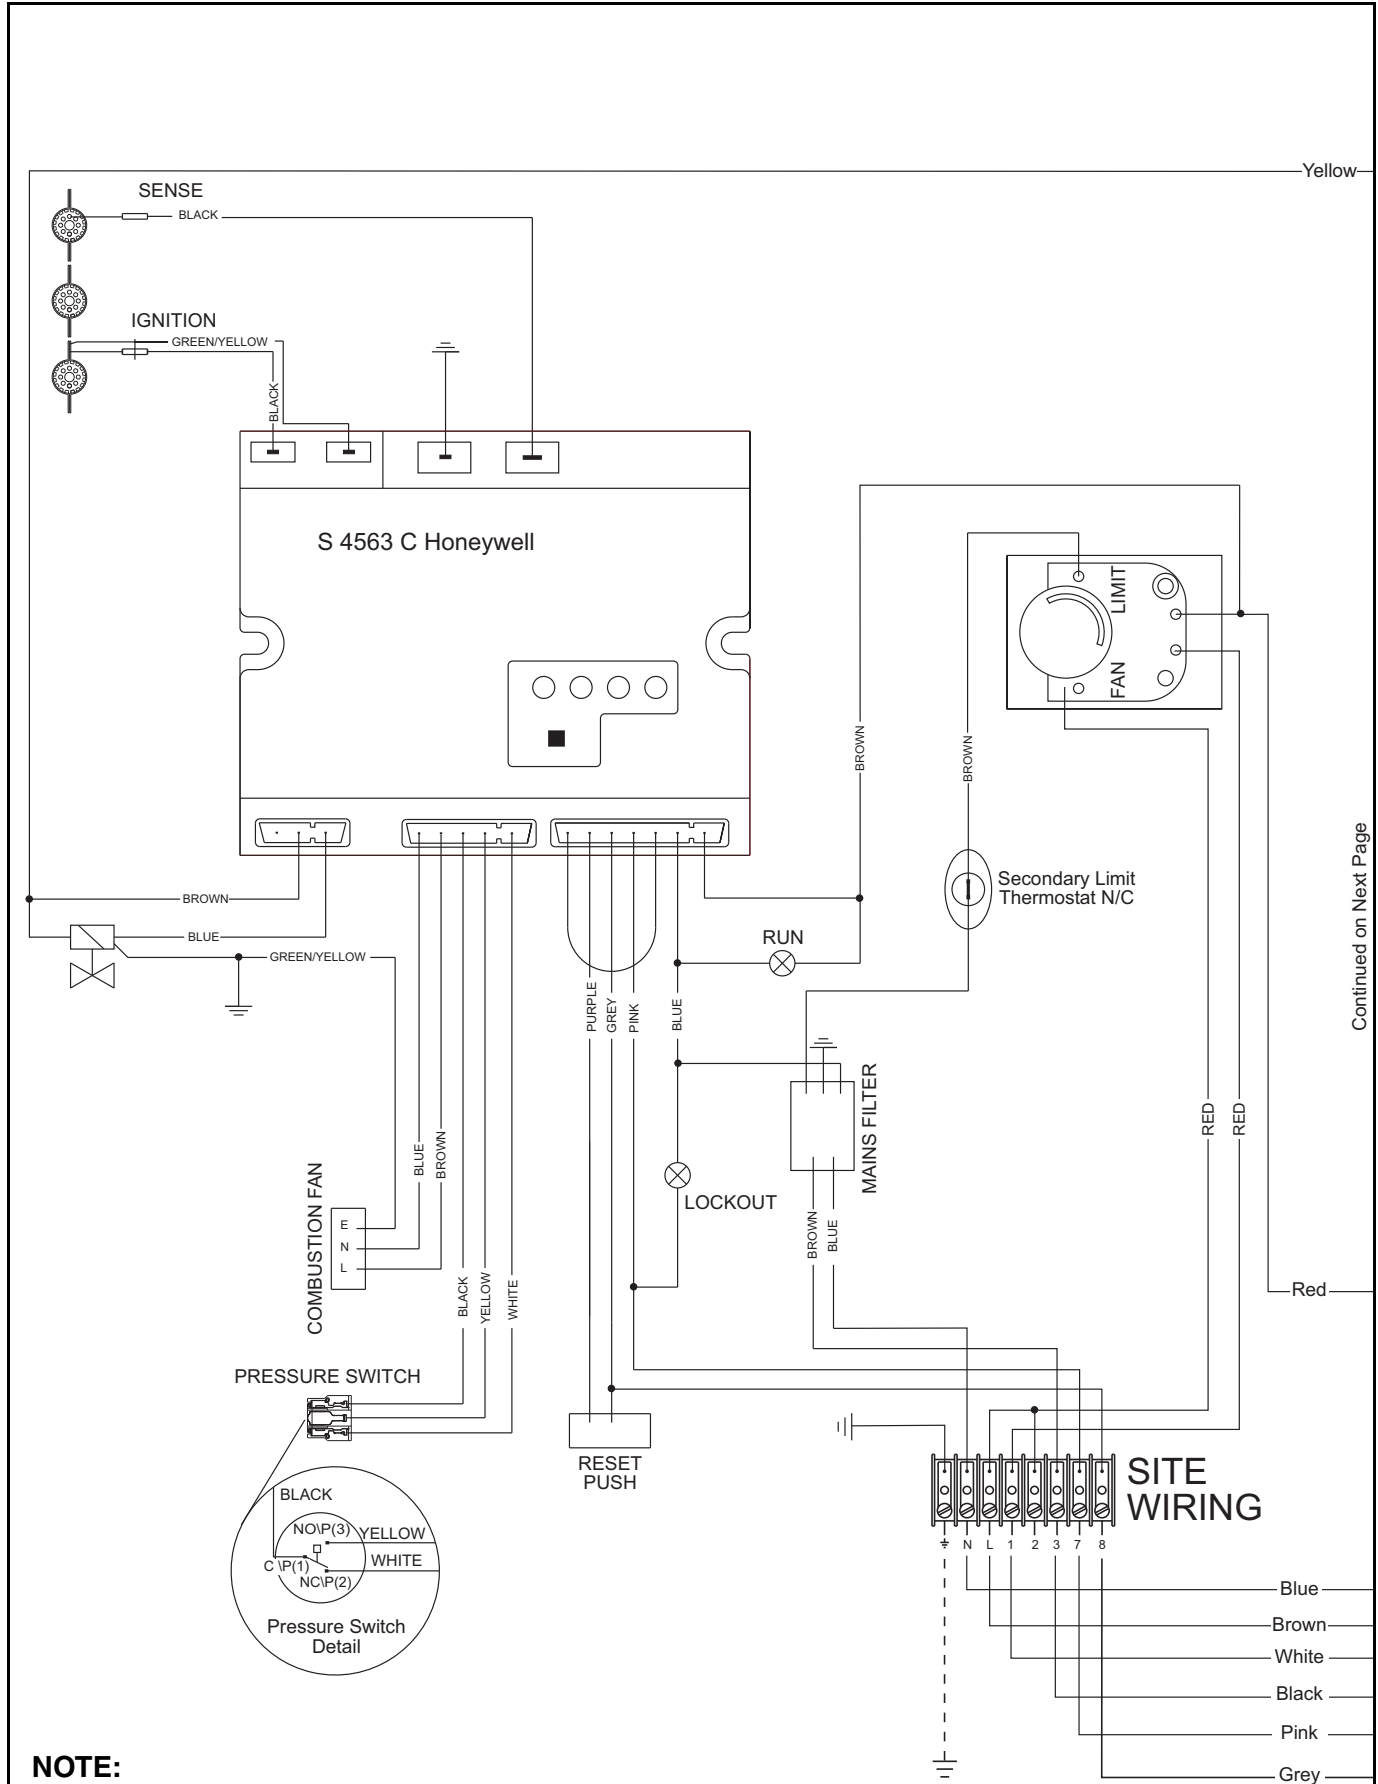 Yellow
SENSE
BLACK
IGNITION
GREEN/YELLOW
BLACK
S 4563 C Honeywell
LIMIT
FAN
BROWN
BROWN
Secondary Limit
Thermostat N/C
Continued on Next Page
BROWN
BLUE
GREEN/YELLOW
RUN
PURPLE
GREY
PINK
BLUE
MAINS FILTER
RED
RED
BLUE
BROWN
COMBUSTION FAN
E
N
L
LOCKOUT
BROWN
BLUE
BLACK
YELLOW
WHITE
Red
PRESSURE SWITCH
RESET
PUSH
SITE
WIRING
BLACK
NO\P(3)
YELLOW
C \P(1)
WHITE
NC\P(2)
Pressure Switch
Detail
N L 1 2 3 7 8
Blue
Brown
White
Black
Pink
Grey
NOTE: